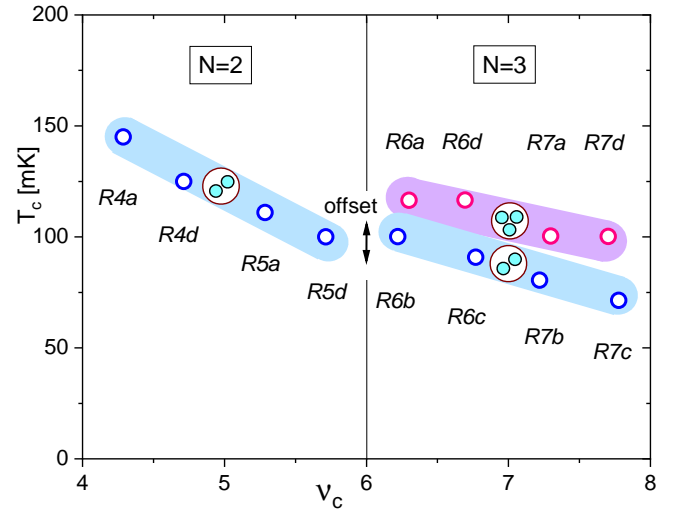 200
150
100
50
0
T_c [mK]
N=2
N=3
R4a
R4d
R5a
R5d
offset
R6a
R6d
R7a
R7d
R6b
R6c
R7b
R7c
4
5
6
7
8
ν_c